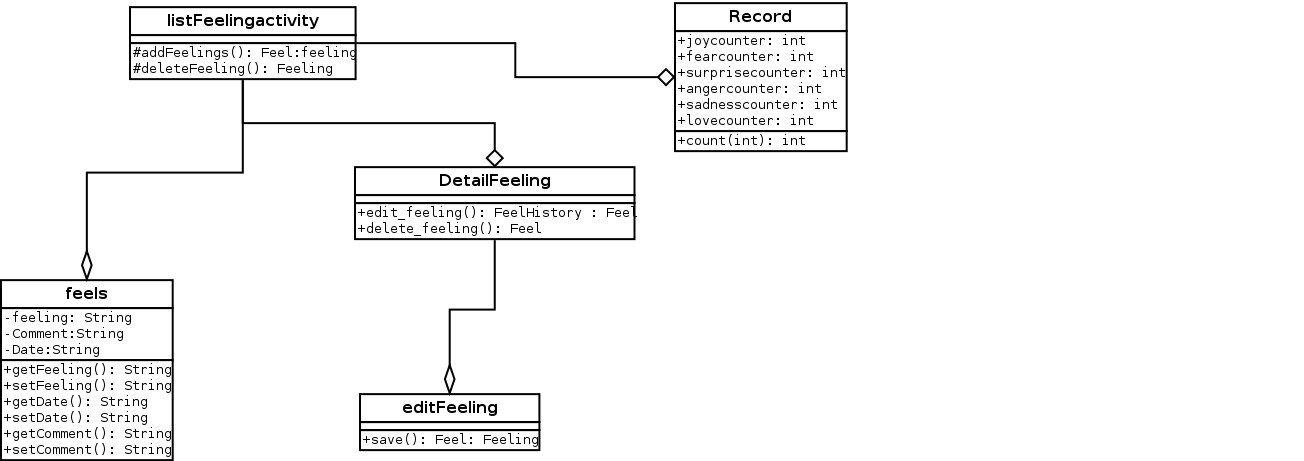 listFeelingactivity
#addFeelings(): Feel:feeling
#deleteFeeling(): Feeling
Record
+joycounter: int
+fearcounter: int
+surprisecounter: int
+angercounter: int
+sadnesscounter: int
+lovecounter: int
+count(int): int
DetailFeeling
+edit_feeling(): FeelHistory : Feel
+delete_feeling(): Feel
feels
-feeling: String
-Comment:String
-Date:String
+getFeeling(): String
+setFeeling(): String
+getDate(): String
+setDate(): String
+getComment(): String
+setComment(): String
editFeeling
+save(): Feel: Feeling